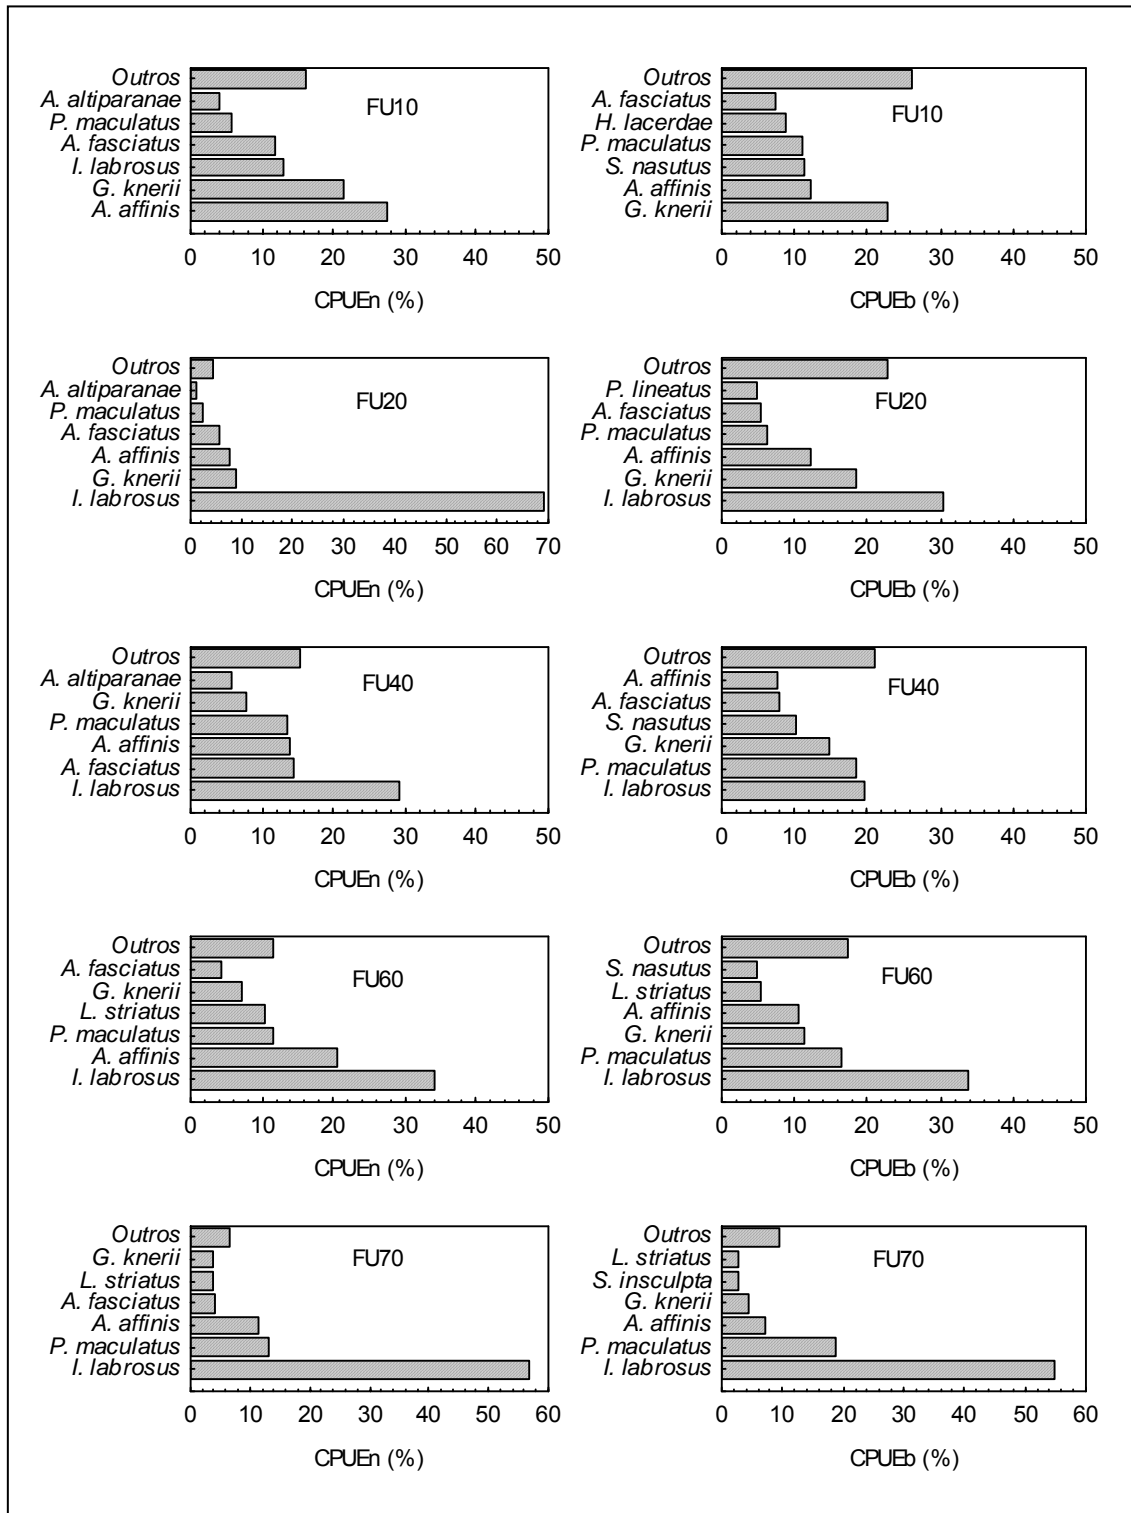 Outros
A. altiparanae
P. maculatus
A. fasciatus
I. labrosus
G. knerii
A. affinis
FU10
0 10 20 30 40 50
CPUEn (%)
Outros
A. fasciatus
H. lacerdae
P. maculatus
S. nasutus
A. affinis
G. knerii
FU10
0 10 20 30 40 50
CPUEb (%)
Outros
A. altiparanae
P. maculatus
A. fasciatus
A. affinis
G. knerii
I. labrosus
FU20
0 10 20 30 40 50 60 70
CPUEn (%)
Outros
P. lineatus
A. fasciatus
P. maculatus
A. affinis
G. knerii
I. labrosus
FU20
0 10 20 30 40 50
CPUEb (%)
Outros
A. altiparanae
G. knerii
P. maculatus
A. affinis
A. fasciatus
I. labrosus
FU40
0 10 20 30 40 50
CPUEn (%)
Outros
A. affinis
A. fasciatus
S. nasutus
G. knerii
P. maculatus
I. labrosus
FU40
0 10 20 30 40 50
CPUEb (%)
Outros
A. fasciatus
G. knerii
L. striatus
P. maculatus
A. affinis
I. labrosus
FU60
0 10 20 30 40 50
CPUEn (%)
Outros
S. nasutus
L. striatus
A. affinis
G. knerii
P. maculatus
I. labrosus
FU60
0 10 20 30 40 50
CPUEb (%)
Outros
G. knerii
L. striatus
A. fasciatus
A. affinis
P. maculatus
I. labrosus
FU70
0 10 20 30 40 50 60
CPUEn (%)
Outros
L. striatus
S. insculpta
G. knerii
A. affinis
P. maculatus
I. labrosus
FU70
0 10 20 30 40 50 60
CPUEb (%)